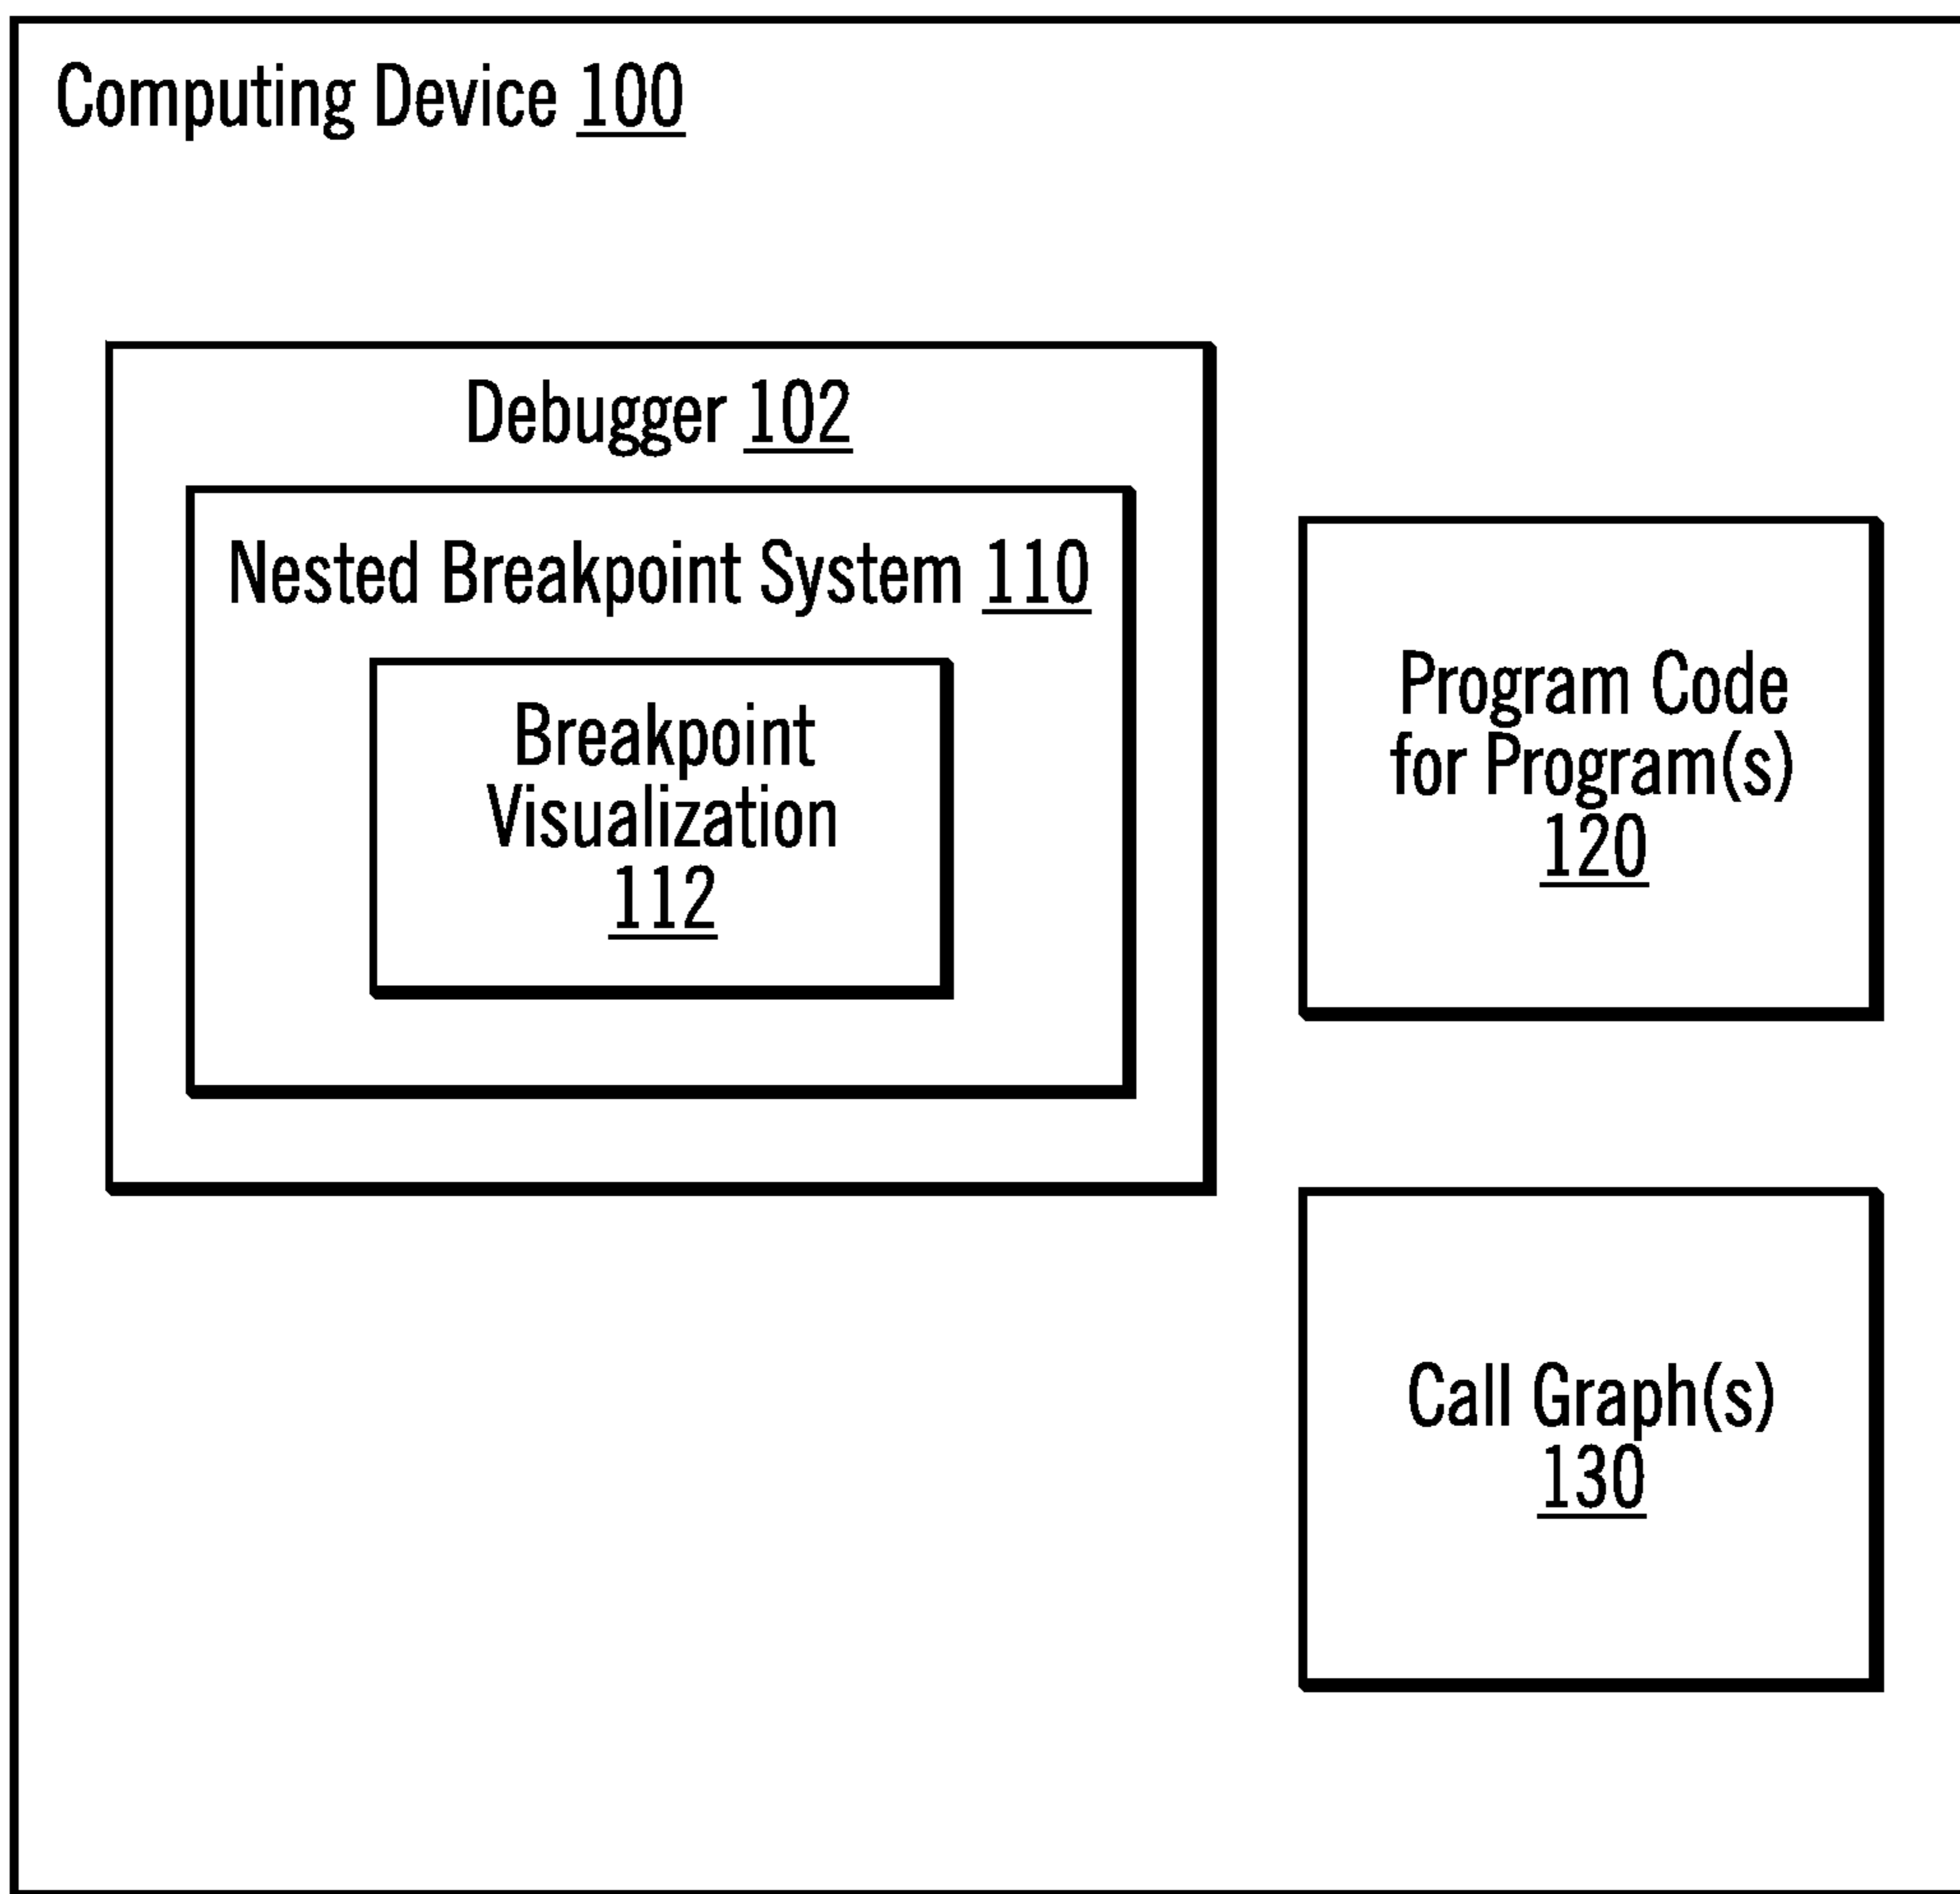 Computing Device 100
Debugger 102
Nested Breakpoint System 110
Breakpoint
Visualization
112
Program Code
for Program(s)
120
Call Graph(s)
130